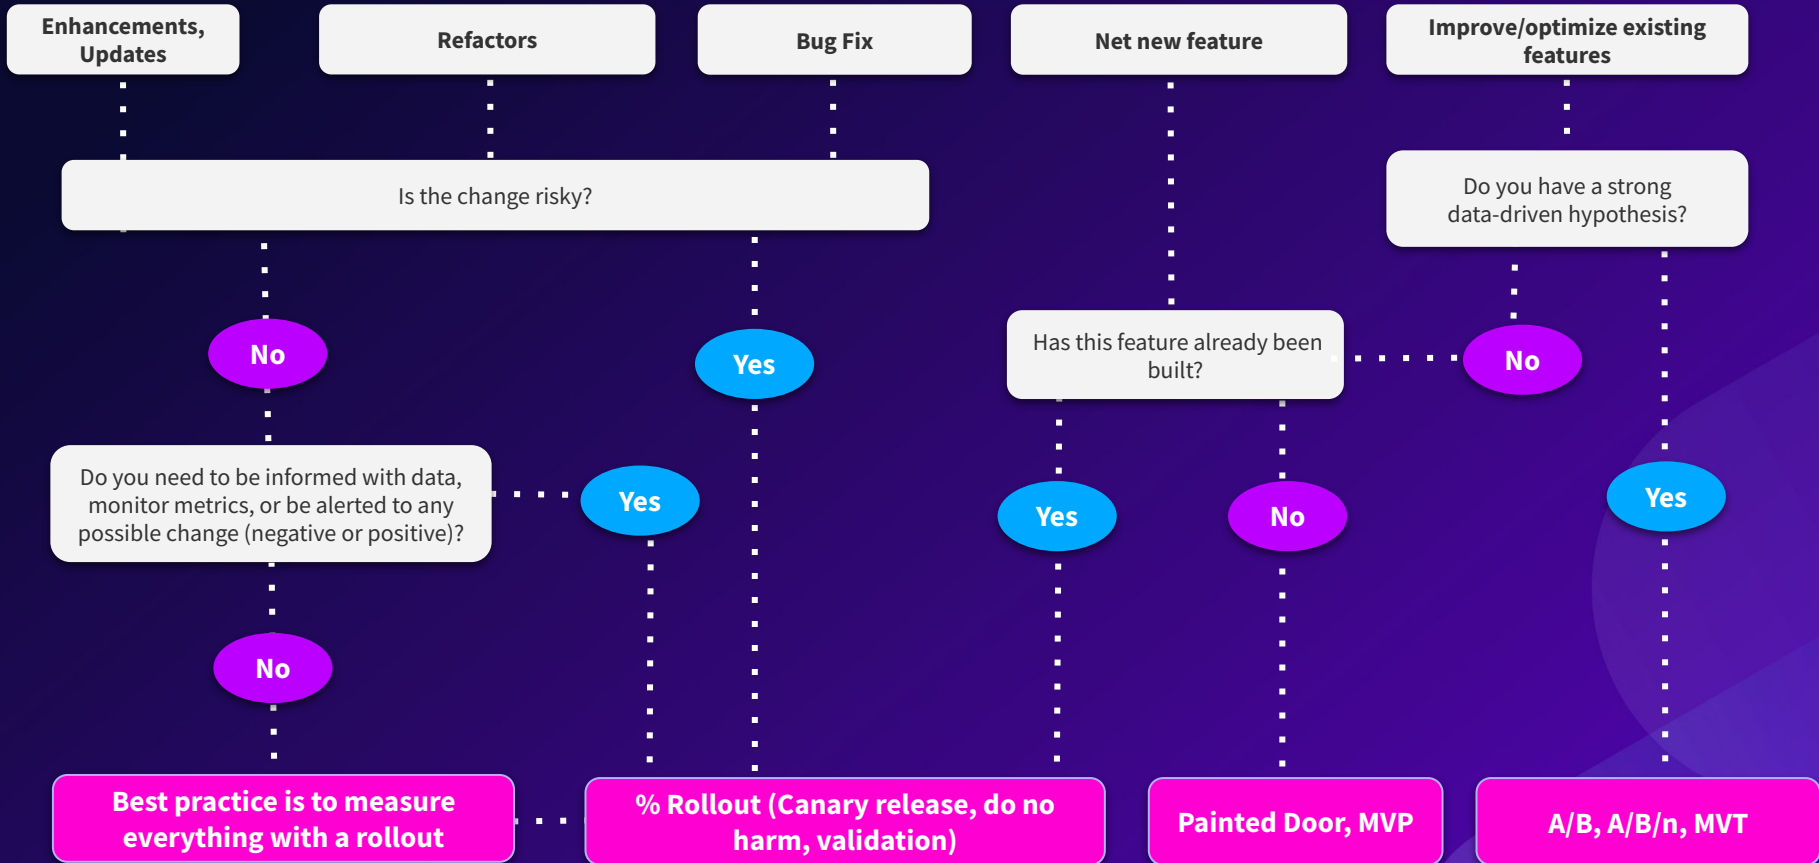 Enhancements,
Updates
Refactors
Bug Fix
Net new feature
Improve/optimize existing
features
Is the change risky?
Do you have a strong
data-driven hypothesis?
No
Yes
Has this feature already been
built?
No
Do you need to be informed with data,
monitor metrics, or be alerted to any
possible change (negative or positive)?
Yes
Yes
No
Yes
No
Best practice is to measure
everything with a rollout
% Rollout (Canary release, do no
harm, validation)
Painted Door, MVP
A/B, A/B/n, MVT